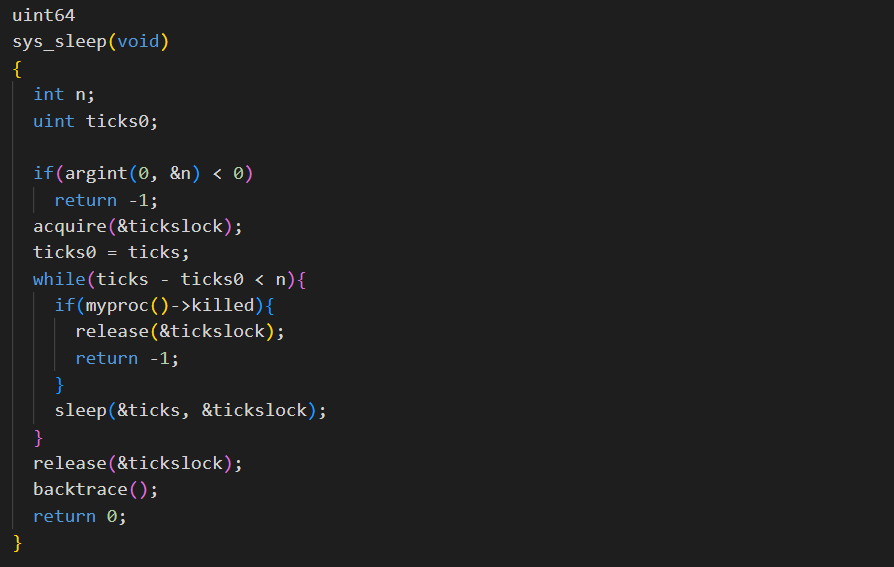 uint64
sys_sleep(void)
{
  int n;
  uint ticks0;

  if(argint(0, &n) < 0)
    return -1;
  acquire(&tickslock);
  ticks0 = ticks;
  while(ticks - ticks0 < n){
    if(myproc()->killed){
      release(&tickslock);
      return -1;
    }
    sleep(&ticks, &tickslock);
  }
  release(&tickslock);
  backtrace();
  return 0;
}